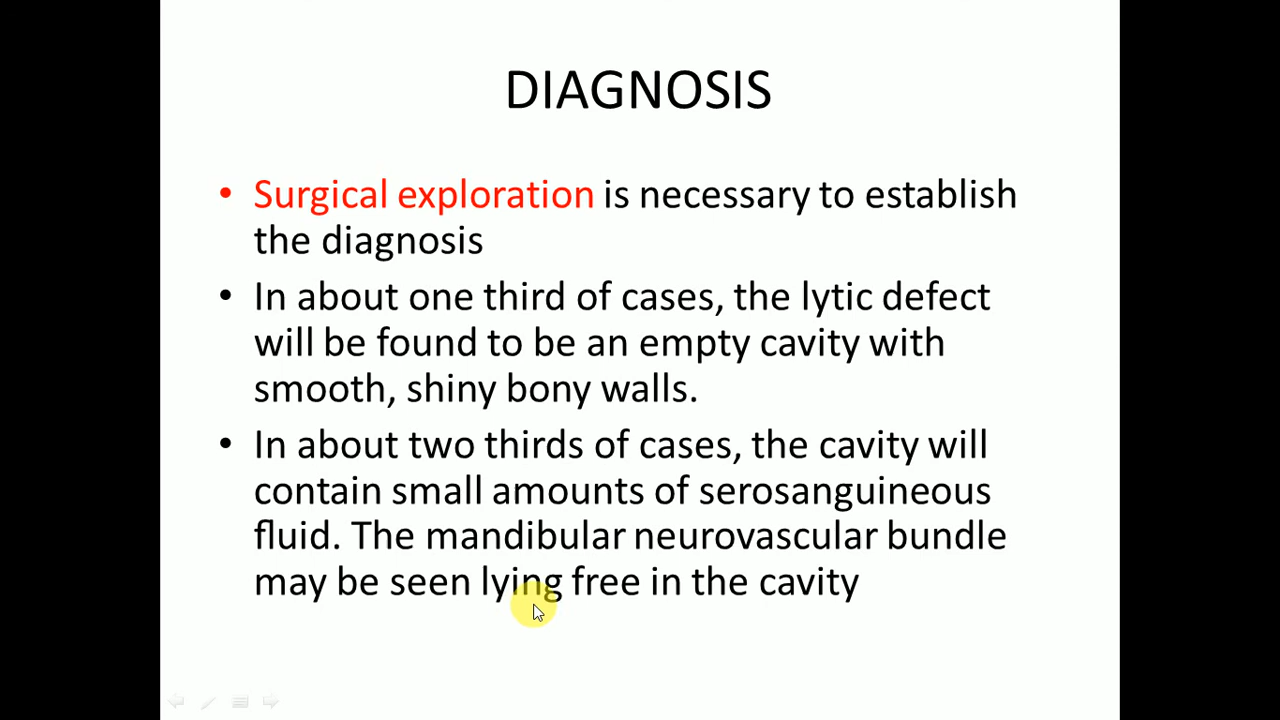 DIAGNOSIS
• Surgical exploration is necessary to establish
the diagnosis
• In about one third of cases, the lytic defect
will be found to be an empty cavity with
smooth, shiny bony walls.
• In about two thirds of cases, the cavity will
contain small amounts of serosanguineous
fluid. The mandibular neurovascular bundle
may be seen lying free in the cavity